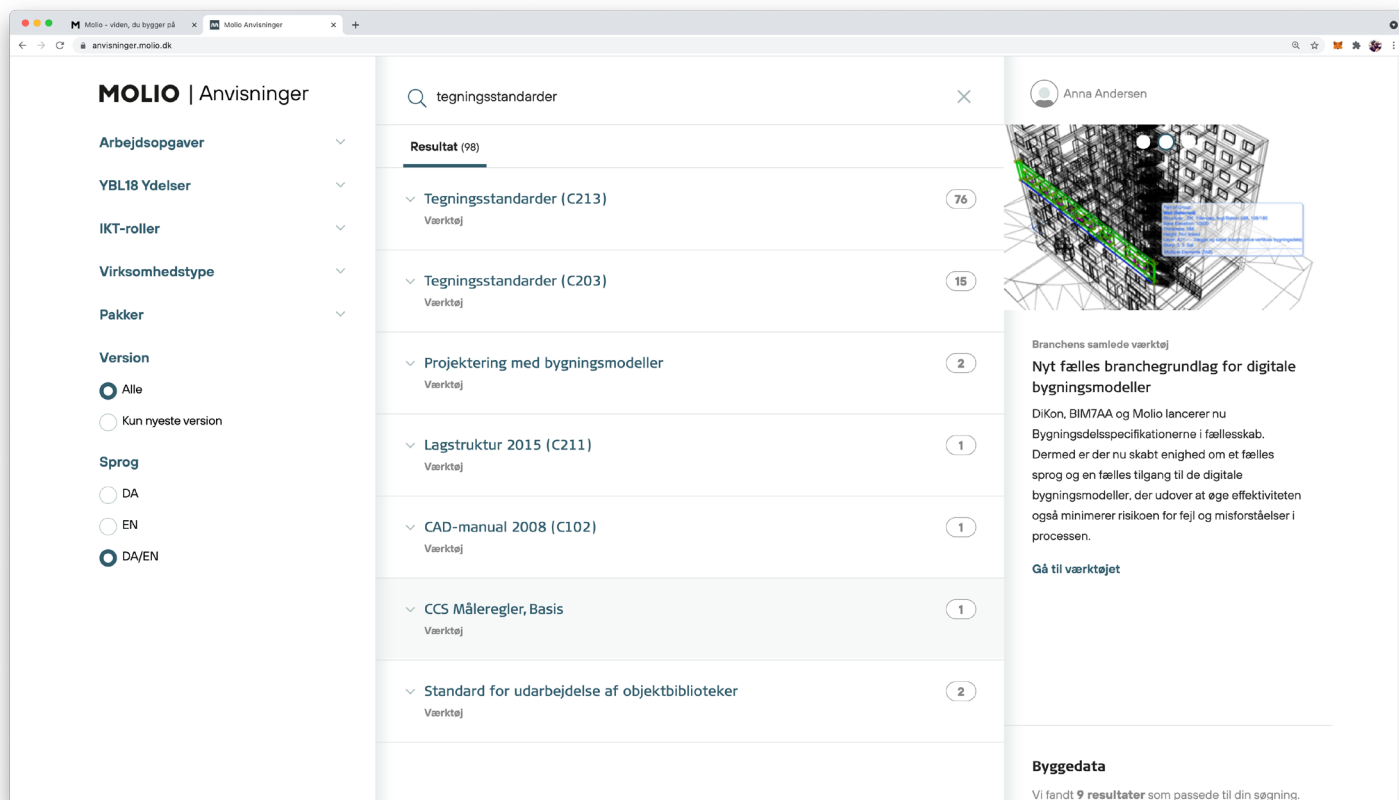 Molio - viden, du bygger på
Molio Anvisninger
anvisninger.molio.dk
MOLIO | Anvisninger
Arbejdsopgaver
YBL18 Ydelser
IKT-roller
Virksomhedstype
Pakker
Version
Alle
Kun nyeste version
Sprog
DA
EN
DA/EN
tegningsstandarder
Resultat (98)
Tegningsstandarder (C213)
76
Værktøj
Tegningsstandarder (C203)
15
Værktøj
Projektering med bygningsmodeller
2
Værktøj
Lagstruktur 2015 (C211)
1
Værktøj
CAD-manual 2008 (C102)
1
Værktøj
CCS Måleregler, Basis
1
Værktøj
Standard for udarbejdelse af objektbiblioteker
2
Værktøj
Anna Andersen
Branchens samlede værktøj
Nyt fælles branchegrundlag for digitale
bygningsmodeller
DiKon, BIM7AA og Molio lancerer nu
Bygningsdelsspecifikationerne i fællesskab.
Dermed er der nu skabt enighed om et fælles
sprog og en fælles tilgang til de digitale
bygningsmodeller, der udover at øge effektiviteten
også minimerer risikoen for fejl og misforståelser i
processen.
Gå til værktøjet
Byggedata
Vi fandt 9 resultater som passede til din søgning.